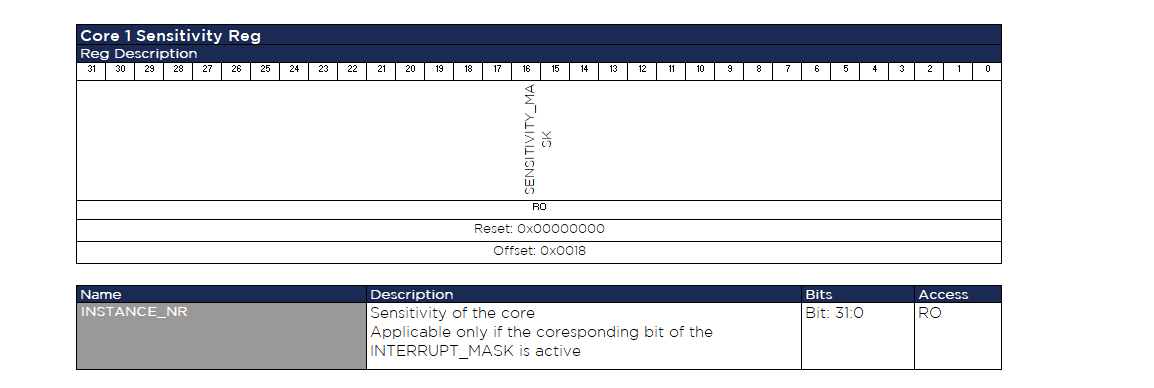 Core 1 Sensitivity Reg
Reg Description
31 30 29 28 27 26 25 24 23 22 21 20 19 18 17 16 15 14 13 12 11 10 9 8 7 6 5 4 3 2 1 0
SENSITIVITY_MA
SK
RO
Reset: 0x00000000
Offset: 0x0018
Name Description Bits Access
INSTANCE_NR Sensitivity of the core Bit: 31:0 RO
Applicable only if the coresponding bit of the
INTERRUPT_MASK is active